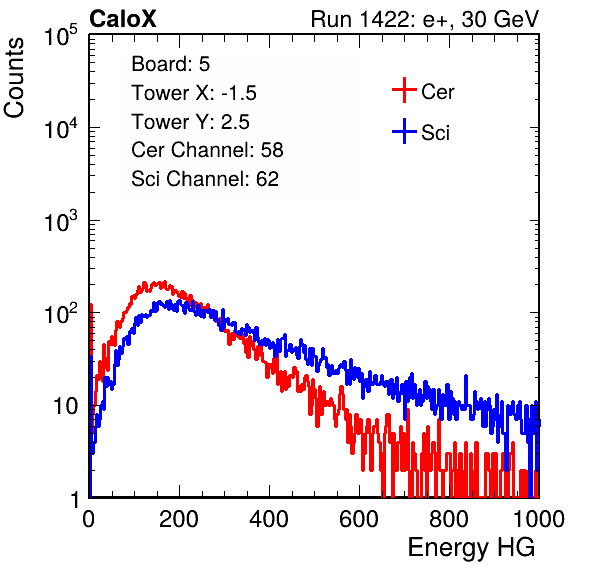 CaloX Run 1422: e+, 30 GeV
Counts
Board: 5
Tower X: -1.5
Tower Y: 2.5
Cer Channel: 58
Sci Channel: 62
Cer
Sci
10^5
10^4
10^3
10^2
10
1
0 200 400 600 800 1000
Energy HG